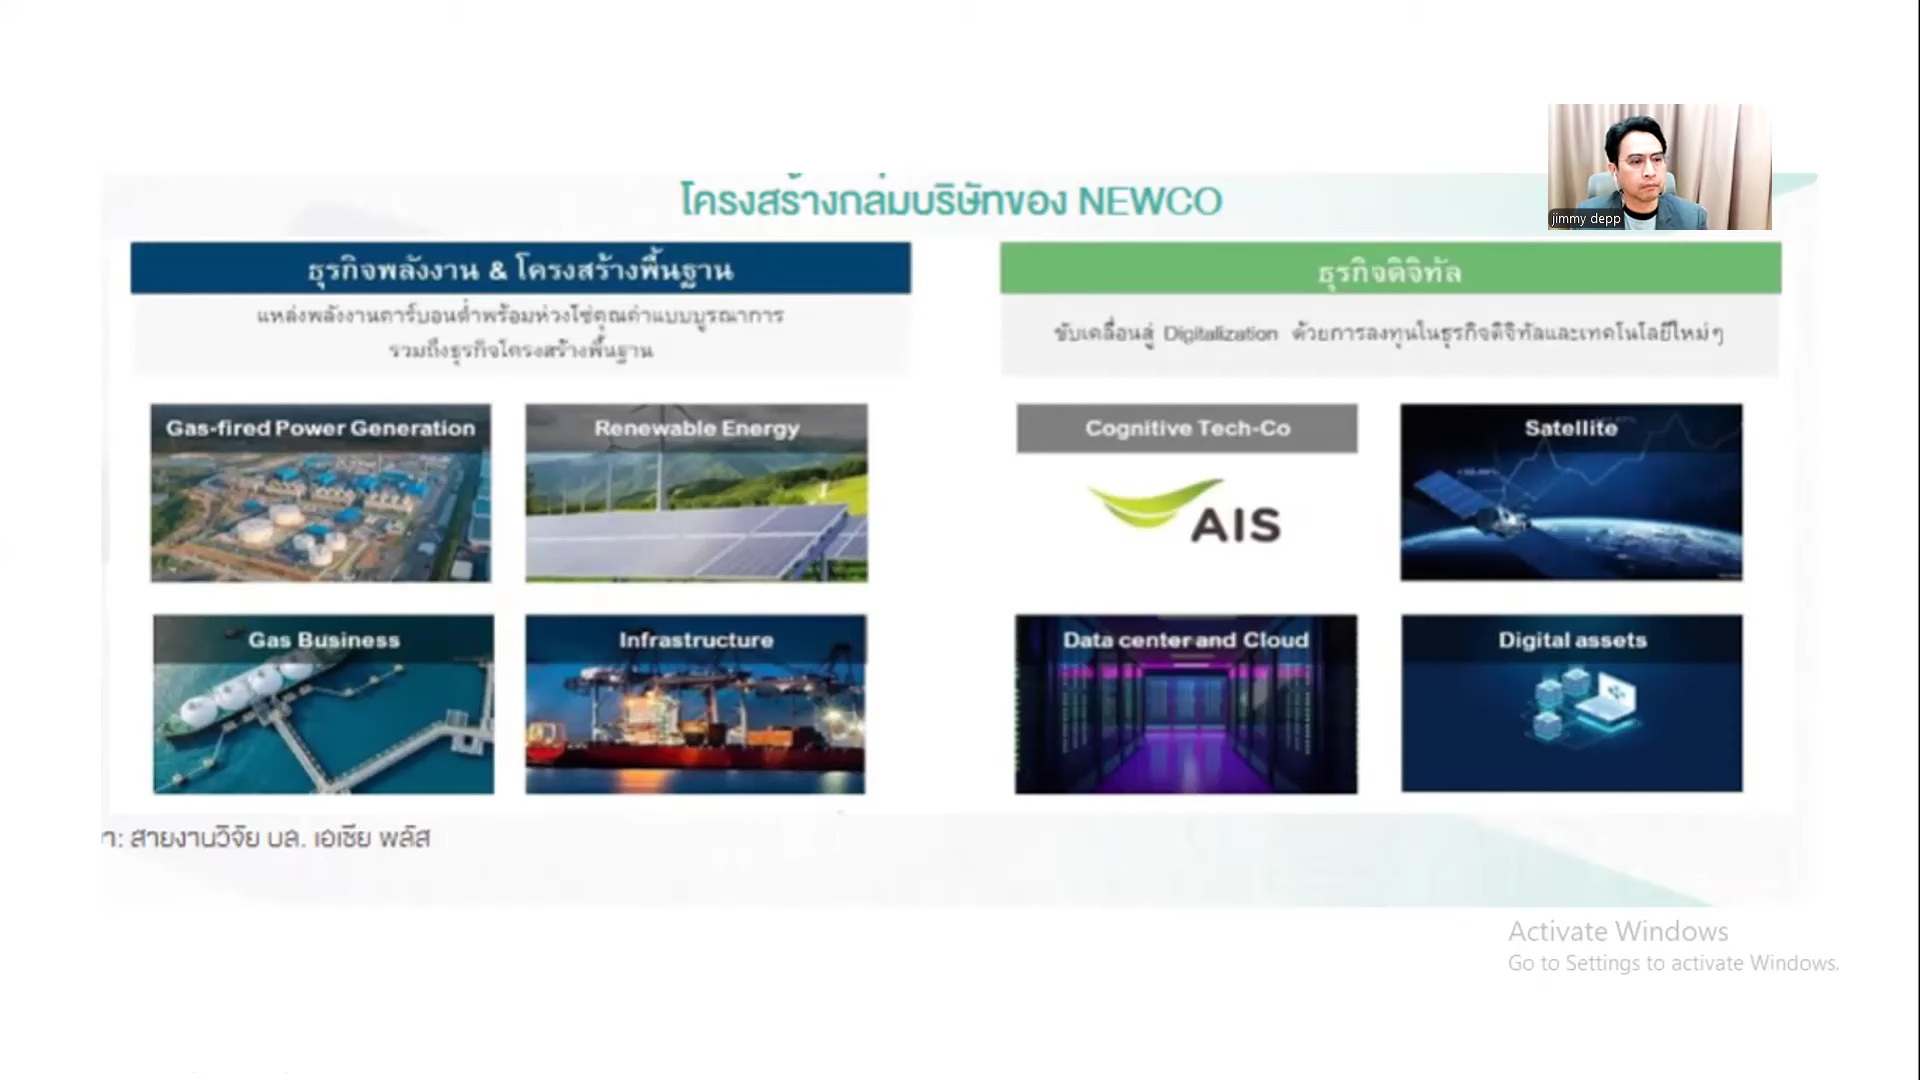 โครงสร้างกลุ่มบริษัทของ NEWCO
jimmy depp
ธุรกิจพลังงาน & โครงสร้างพื้นฐาน
แหล่งพลังงานคาร์บอนต่ำพร้อมห่วงโซ่คุณค่าแบบบูรณาการ
รวมถึงธุรกิจโครงสร้างพื้นฐาน
Gas-fired Power Generation
Renewable Energy
Gas Business
Infrastructure
ธุรกิจดิจิทัล
ขับเคลื่อนสู่ Digitalization ด้วยการลงทุนในธุรกิจดิจิทัลและเทคโนโลยีใหม่ๆ
Cognitive Tech-Co
AIS
Satellite
Data center and Cloud
Digital assets
า: สายงานวิจัย บล. เอเซีย พลัส
Activate Windows
Go to Settings to activate Windows.